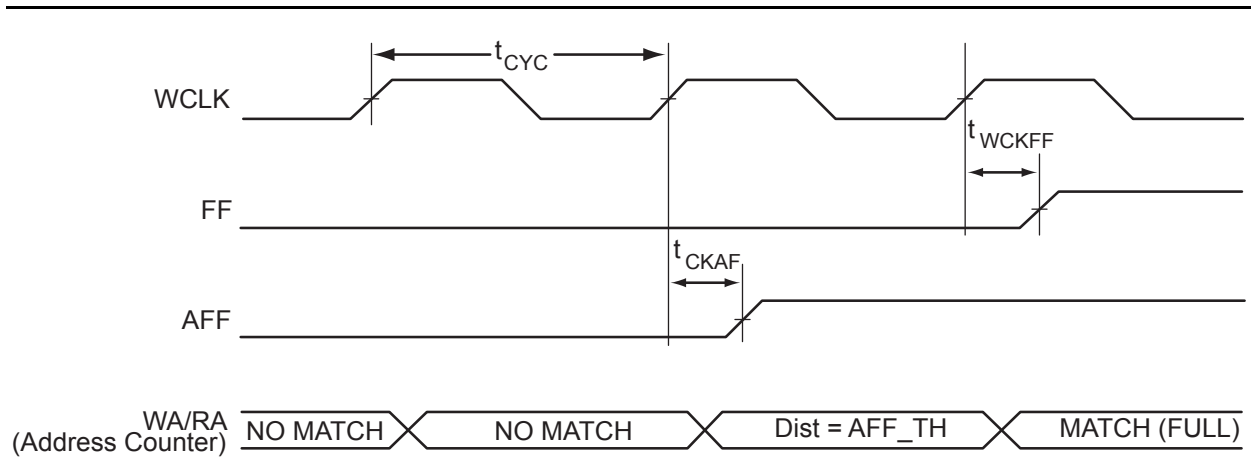 tCYC
WCLK
tWCKFF
FF
tCKAF
AFF
WA/RA
(Address Counter)
NO MATCH
NO MATCH
Dist = AFF_TH
MATCH (FULL)